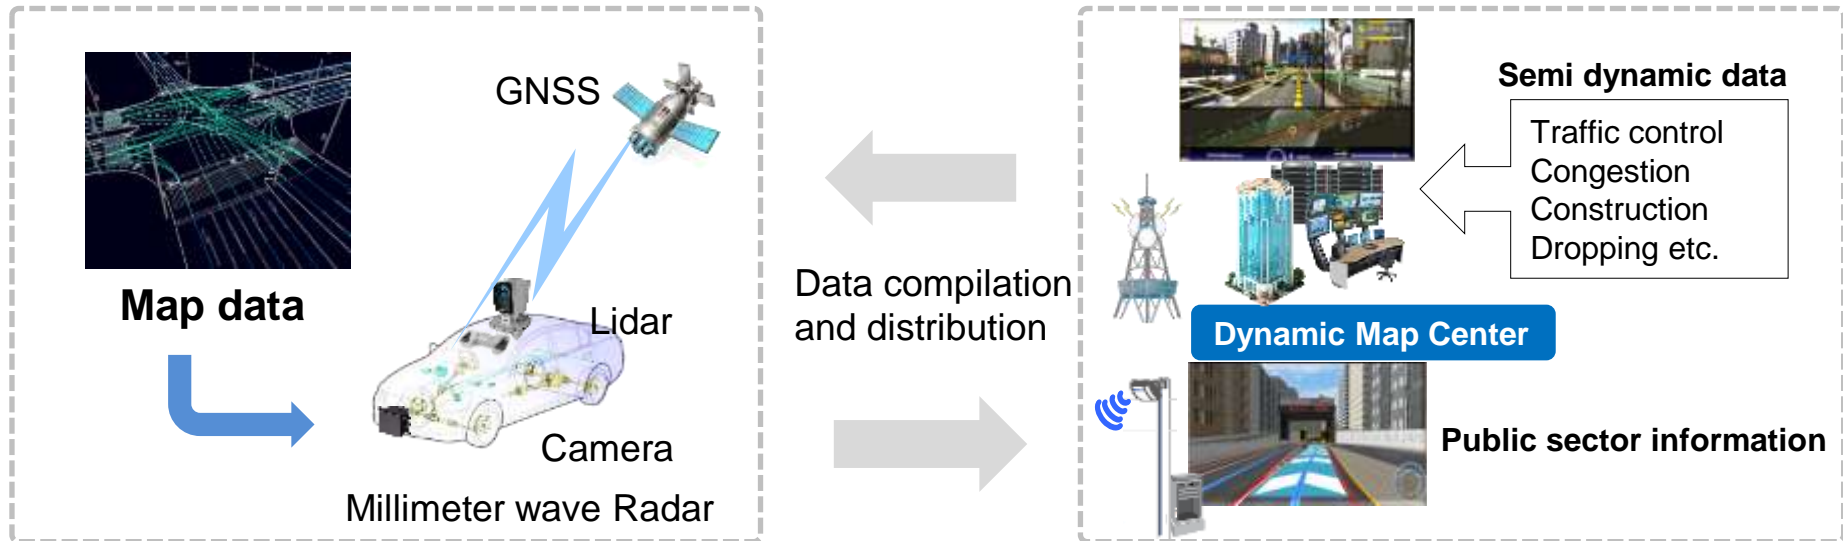 GNSS
Map data
Lidar
Camera
Millimeter wave Radar
Data compilation
and distribution
Semi dynamic data
Traffic control
Congestion
Construction
Dropping etc.
Dynamic Map Center
Public sector information